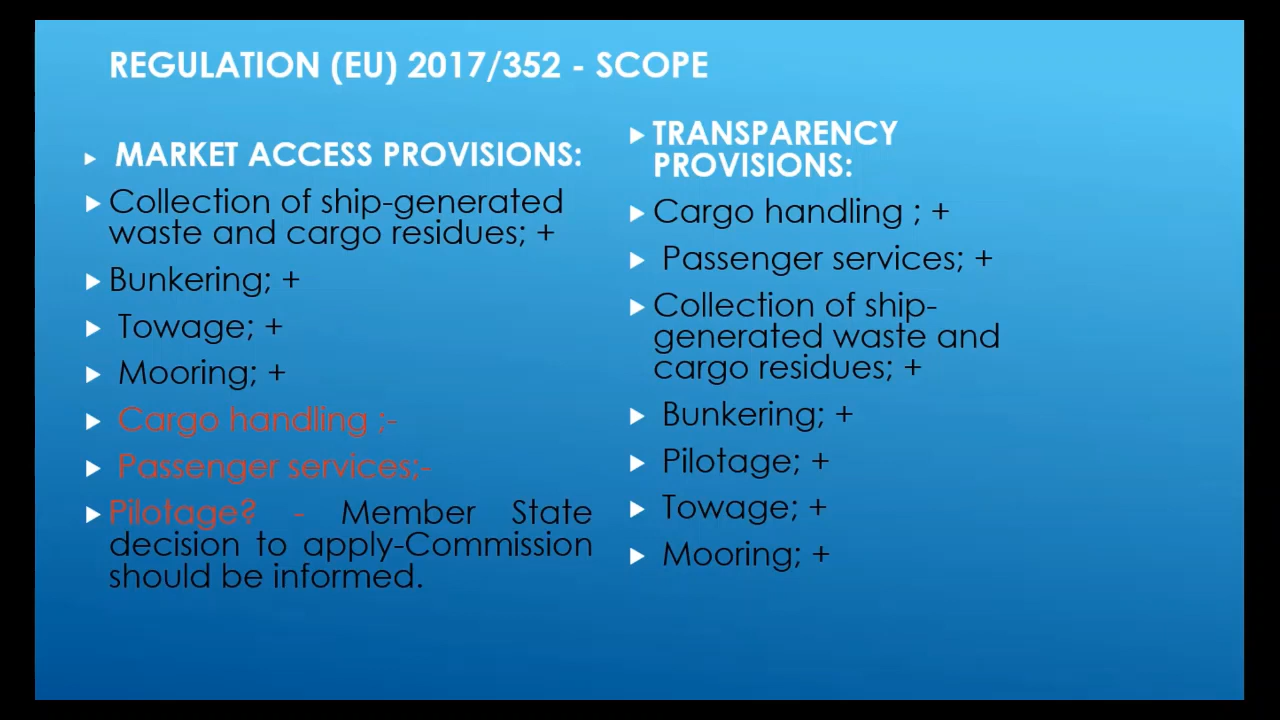 REGULATION (EU) 2017/352 - SCOPE
MARKET ACCESS PROVISIONS:
Collection of ship-generated
waste and cargo residues; +
Bunkering; +
Towage; +
Mooring; +
Cargo handling ;-
Passenger services;-
Pilotage? - Member State
decision to apply-Commission
should be informed.
TRANSPARENCY
PROVISIONS:
Cargo handling ; +
Passenger services; +
Collection of ship-
generated waste and
cargo residues; +
Bunkering; +
Pilotage; +
Towage; +
Mooring; +